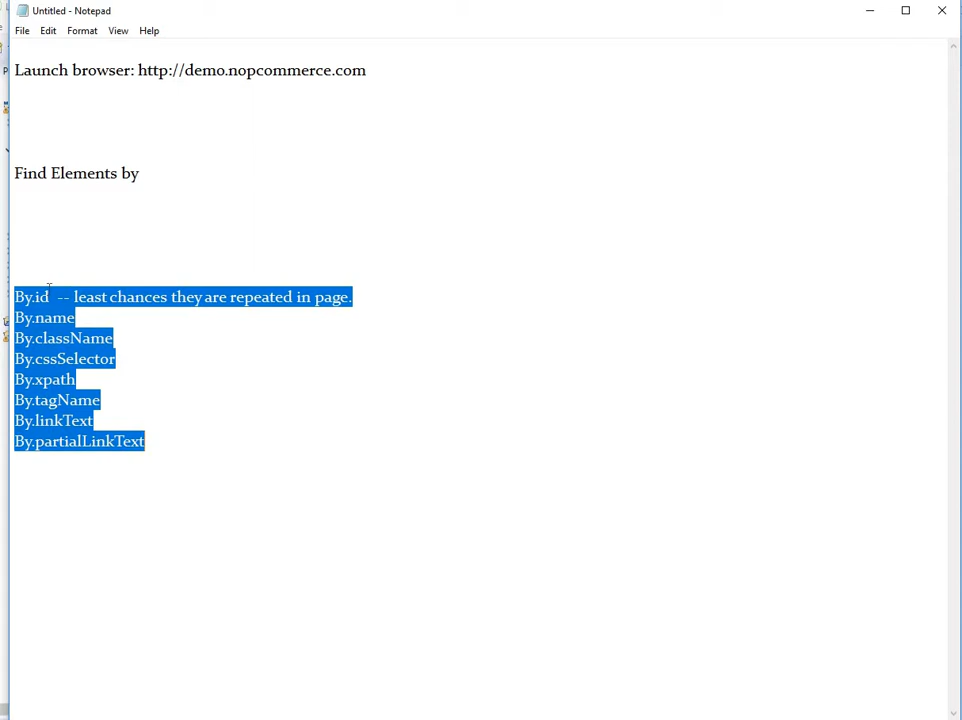 Untitled - Notepad
File Edit Format View Help
Launch browser: http://demo.nopcommerce.com
Find Elements by
By.id -- least chances they are repeated in page.
By.name
By.className
By.cssSelector
By.xpath
By.tagName
By.linkText
By.partialLinkText